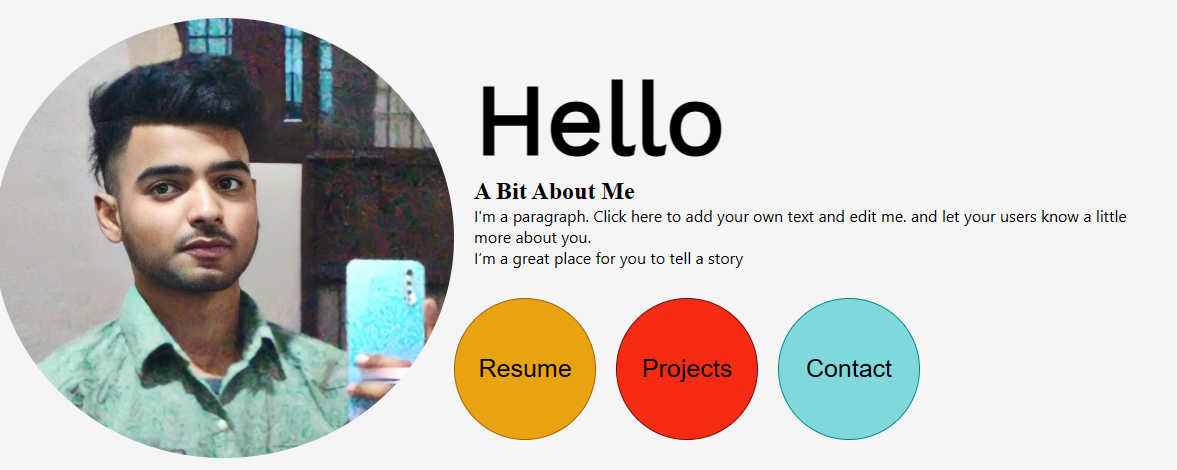 Hello
A Bit About Me
I'm a paragraph. Click here to add your own text and edit me. and let your users know a little
more about you.
I’m a great place for you to tell a story
Resume Projects Contact